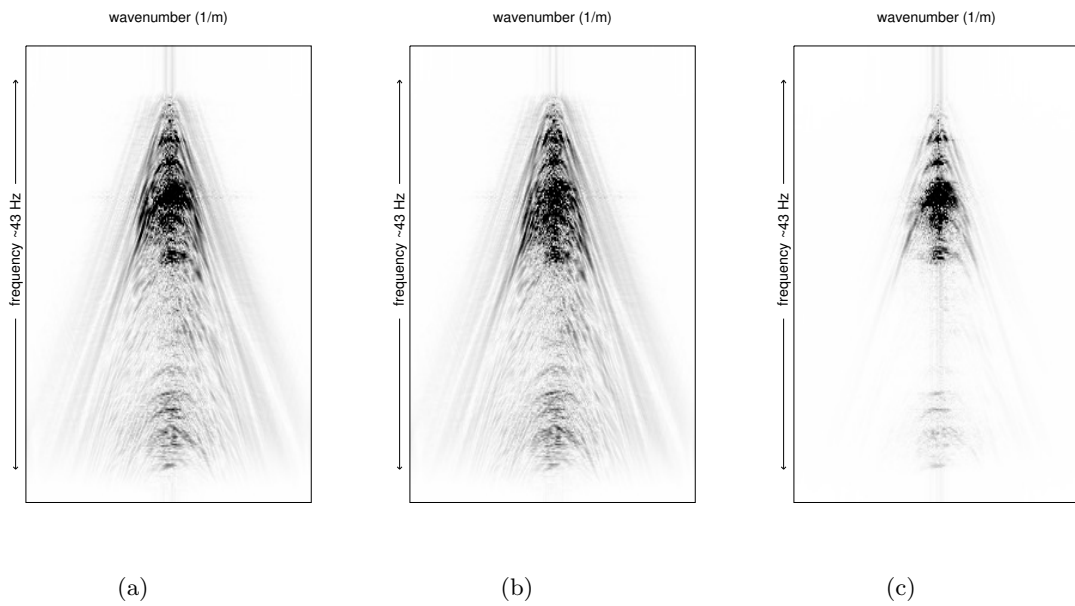 wavenumber (1/m)
wavenumber (1/m)
wavenumber (1/m)
frequency ~43 Hz
frequency ~43 Hz
frequency ~43 Hz
(a)
(b)
(c)